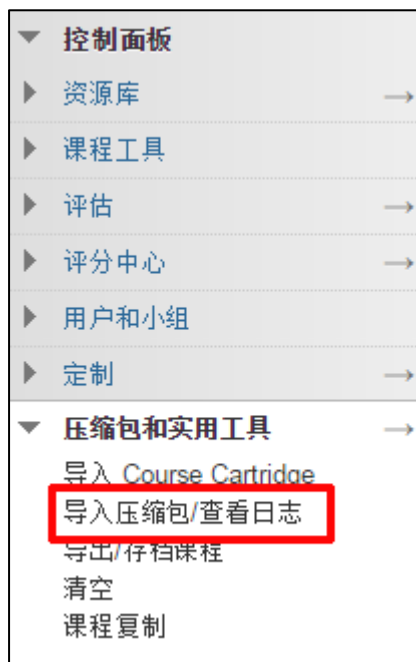 控制面板
资源库
课程工具
评估
评分中心
用户和小组
定制
压缩包和实用工具
导入 Course Cartridge
导入压缩包/查看日志
导出/存档课程
清空
课程复制